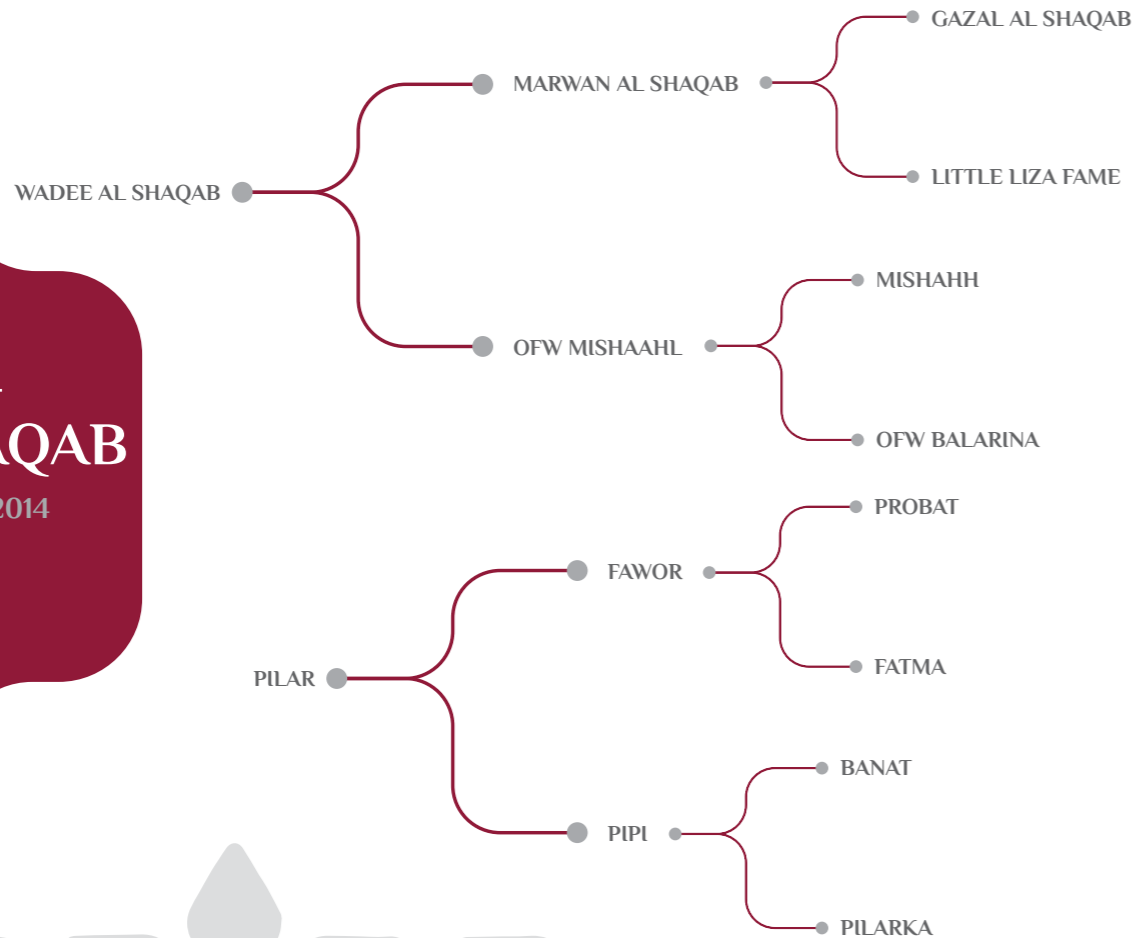 GAZAL AL SHAQAB
MARWAN AL SHAQAB
LITTLE LIZA FAME
WADEE AL SHAQAB
MISHAHH
OFW MISHAAHL
OFW BALARINA
AQAB
2014
PROBAT
FAWOR
FATMA
PILAR
BANAT
PIPI
PILARKA